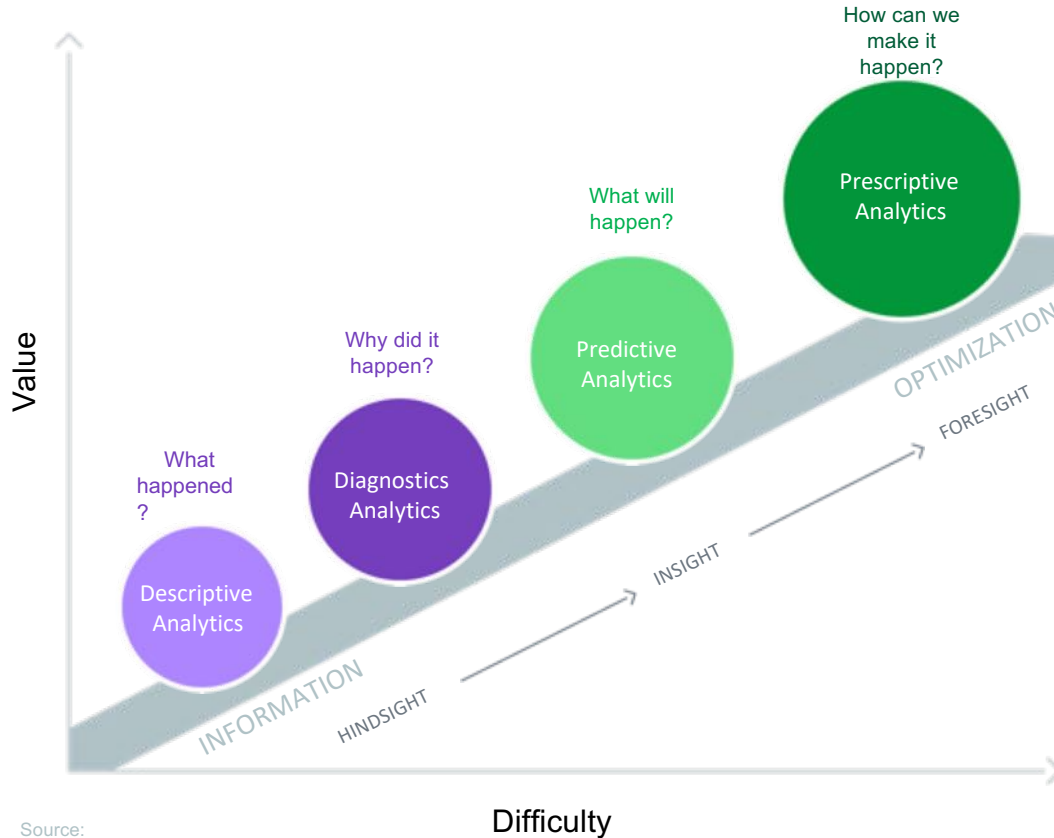 How can we
make it
happen?
Prescriptive
Analytics
What will
happen?
Predictive
Analytics
Why did it
happen?
Diagnostics
Analytics
What
happened
?
Descriptive
Analytics
Value
INFORMATION
OPTIMIZATION
HINDSIGHT
INSIGHT
FORESIGHT
Difficulty
Source: